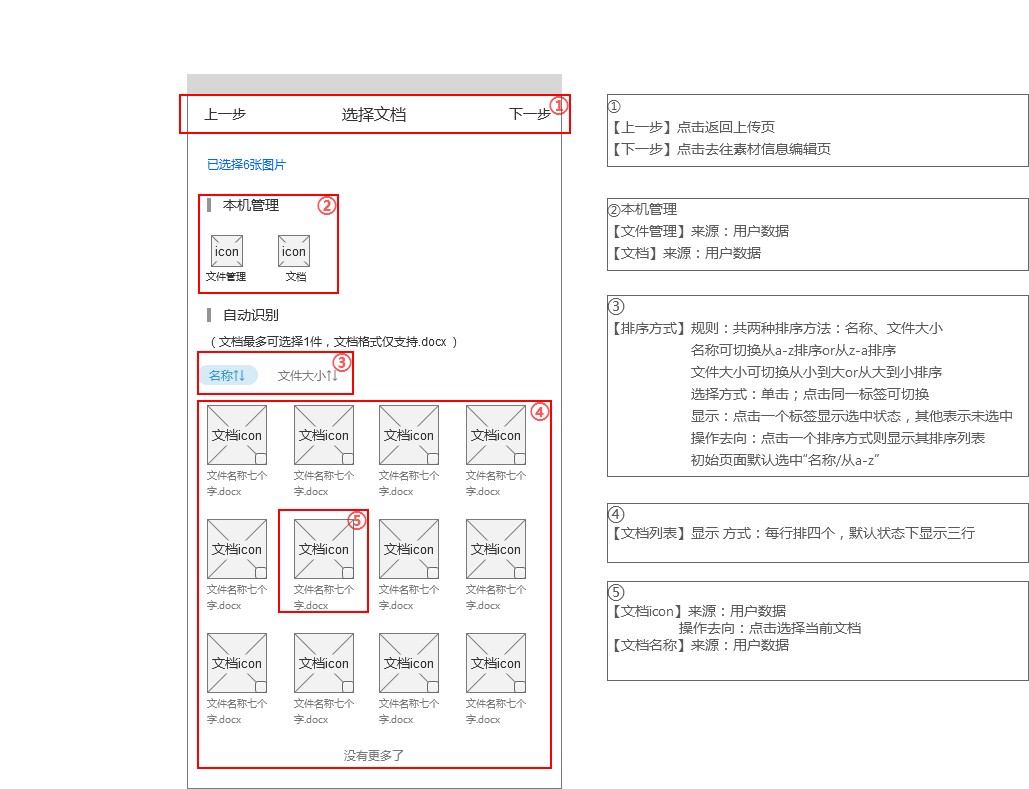 上一步 选择文档 下一步 ①
已选择6张图片
本机管理 ②
icon icon
文件管理 文档
自动识别
（文档最多可选择1件，文档格式仅支持.docx ）
③
名称↑↓ 文件大小↑↓
④
文档icon 文档icon 文档icon 文档icon
文件名称七个 文件名称七个 文件名称七个 文件名称七个
字.docx 字.docx 字.docx 字.docx
⑤
文档icon 文档icon 文档icon 文档icon
文件名称七个 文件名称七个 文件名称七个 文件名称七个
字.docx 字.docx 字.docx 字.docx
文档icon 文档icon 文档icon 文档icon
文件名称七个 文件名称七个 文件名称七个 文件名称七个
字.docx 字.docx 字.docx 字.docx
没有更多了
①
【上一步】点击返回上传页
【下一步】点击去往素材信息编辑页
②本机管理
【文件管理】来源：用户数据
【文档】来源：用户数据
③
【排序方式】规则：共两种排序方法：名称、文件大小
名称可切换从a-z排序or从z-a排序
文件大小可切换从小到大or从大到小排序
选择方式：单击；点击同一标签可切换
显示：点击一个标签显示选中状态，其他表示未选中
操作去向：点击一个排序方式则显示其排序列表
初始页面默认选中“名称/从a-z”
④
【文档列表】显示 方式：每行排四个，默认状态下显示三行
⑤
【文档icon】来源：用户数据
操作去向：点击选择当前文档
【文档名称】来源：用户数据